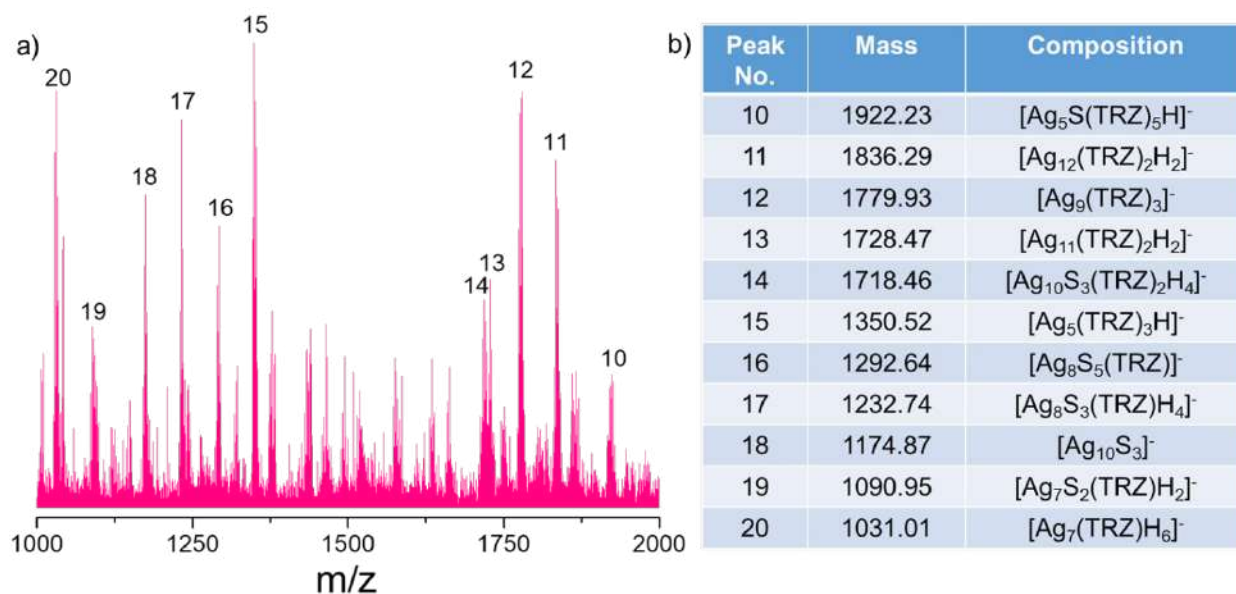 a)
20
19
18
17
16
15
14
13
12
11
10
1000 1250 1500 1750 2000
m/z
b)
Peak No. Mass Composition
10 1922.23 [Ag₅S(TRZ)₅H]⁻
11 1836.29 [Ag₁₂(TRZ)₂H₂]⁻
12 1779.93 [Ag₉(TRZ)₃]⁻
13 1728.47 [Ag₁₁(TRZ)₂H₂]⁻
14 1718.46 [Ag₁₀S₃(TRZ)₂H₄]⁻
15 1350.52 [Ag₅(TRZ)₃H]⁻
16 1292.64 [Ag₈S₅(TRZ)]⁻
17 1232.74 [Ag₈S₃(TRZ)H₄]⁻
18 1174.87 [Ag₁₀S₃]⁻
19 1090.95 [Ag₇S₂(TRZ)H₂]⁻
20 1031.01 [Ag₇(TRZ)H₆]⁻